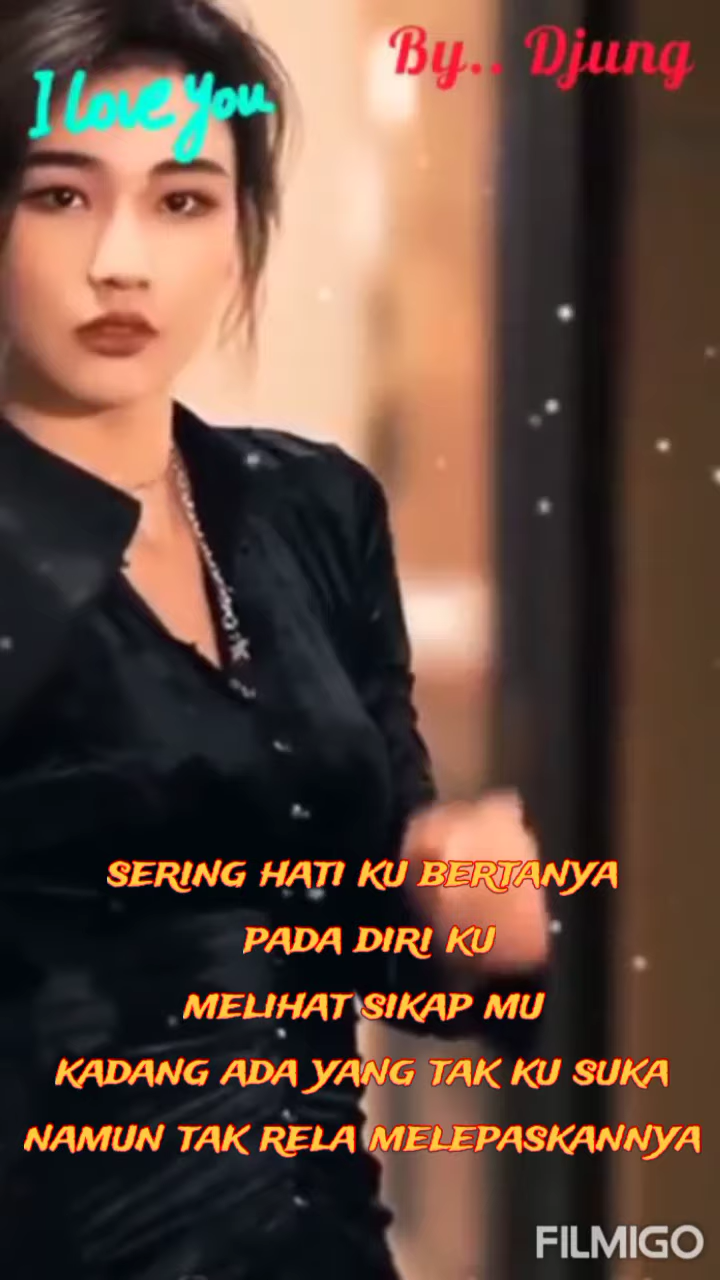 By.. Djung
I love you
SERING HATI KU BERTANYA
PADA DIRI KU
MELIHAT SIKAP MU
KADANG ADA YANG TAK KU SUKA
NAMUN TAK RELA MELEPASKANNYA
FILMIGO